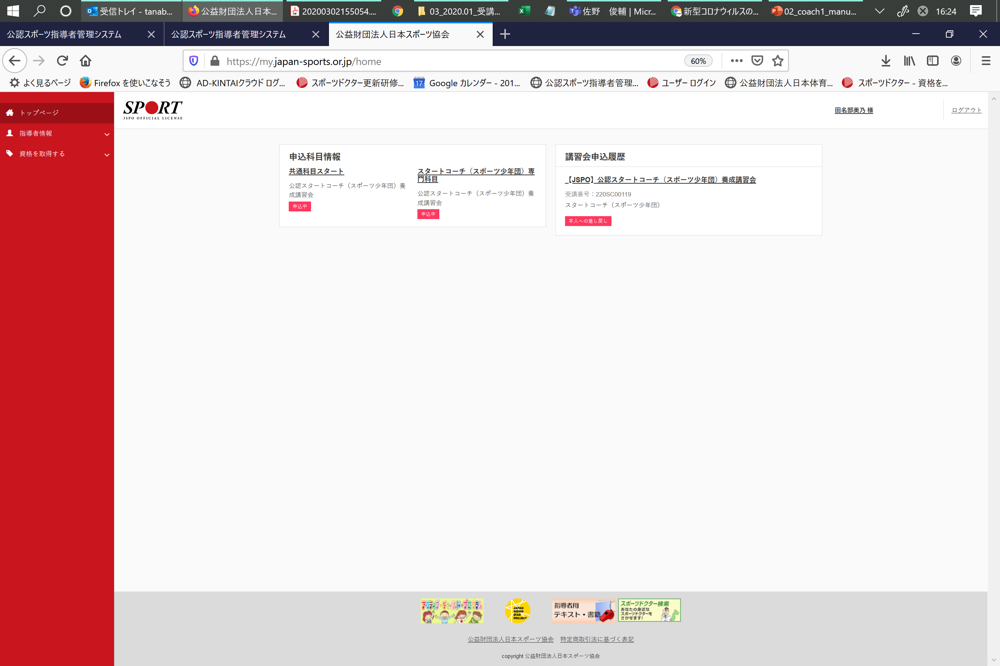 受信トレイ - tanab...
公益財団法人日本...
20200302155054....
03_2020.01_受講...
佐野　俊輔 | Micr...
新型コロナウィルスの...
02_coach1_manu...
16:24
公認スポーツ指導者管理システム
公認スポーツ指導者管理システム
公益財団法人日本スポーツ協会
https://my.japan-sports.or.jp/home
60%
よく見るページ
Firefox を使いこなそう
AD-KINTAIクラウド ログ...
スポーツドクター更新研修...
17
Google カレンダー - 201...
公認スポーツ指導者管理...
ユーザー ログイン
公益財団法人日本体育...
スポーツドクター - 資格を...
トップページ
指導者情報
資格を取得する
SPORT
JSPO OFFICIAL LICENSE
田名部美乃 様
ログアウト
申込科目情報
共通科目スタート
公認スタートコーチ（スポーツ少年団）養
成講習会
申込中
スタートコーチ（スポーツ少年団）専
門科目
公認スタートコーチ（スポーツ少年団）養
成講習会
申込中
講習会申込履歴
【JSPO】公認スタートコーチ（スポーツ少年団）養成講習会
受講番号：220SC00119
スタートコーチ（スポーツ少年団）
本人への差し戻し
アクティブ・チャイルド・プログラム
JAPAN
RISING
STAR
PROJECT
指導者用
テキスト・書籍
スポーツドクター検索
あなたの身近な
スポーツドクターを
さがせます!
公益財団法人日本スポーツ協会
特定商取引法に基づく表記
copyright 公益財団法人日本スポーツ協会